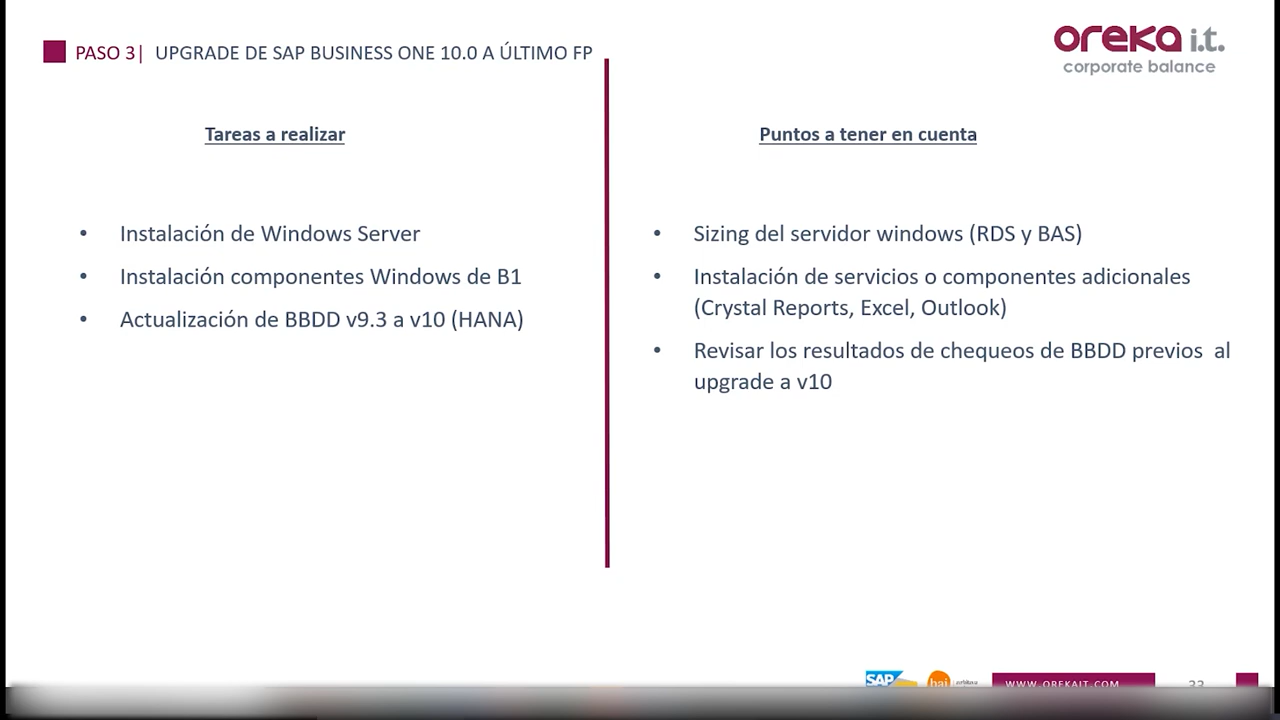 PASO 3| UPGRADE DE SAP BUSINESS ONE 10.0 A ÚLTIMO FP
oreka i.t.
corporate balance
Tareas a realizar
• Instalación de Windows Server
• Instalación componentes Windows de B1
• Actualización de BBDD v9.3 a v10 (HANA)
Puntos a tener en cuenta
• Sizing del servidor windows (RDS y BAS)
• Instalación de servicios o componentes adicionales
(Crystal Reports, Excel, Outlook)
• Revisar los resultados de chequeos de BBDD previos al
upgrade a v10
SAP
bai
WWW.OREKAIT.COM
33